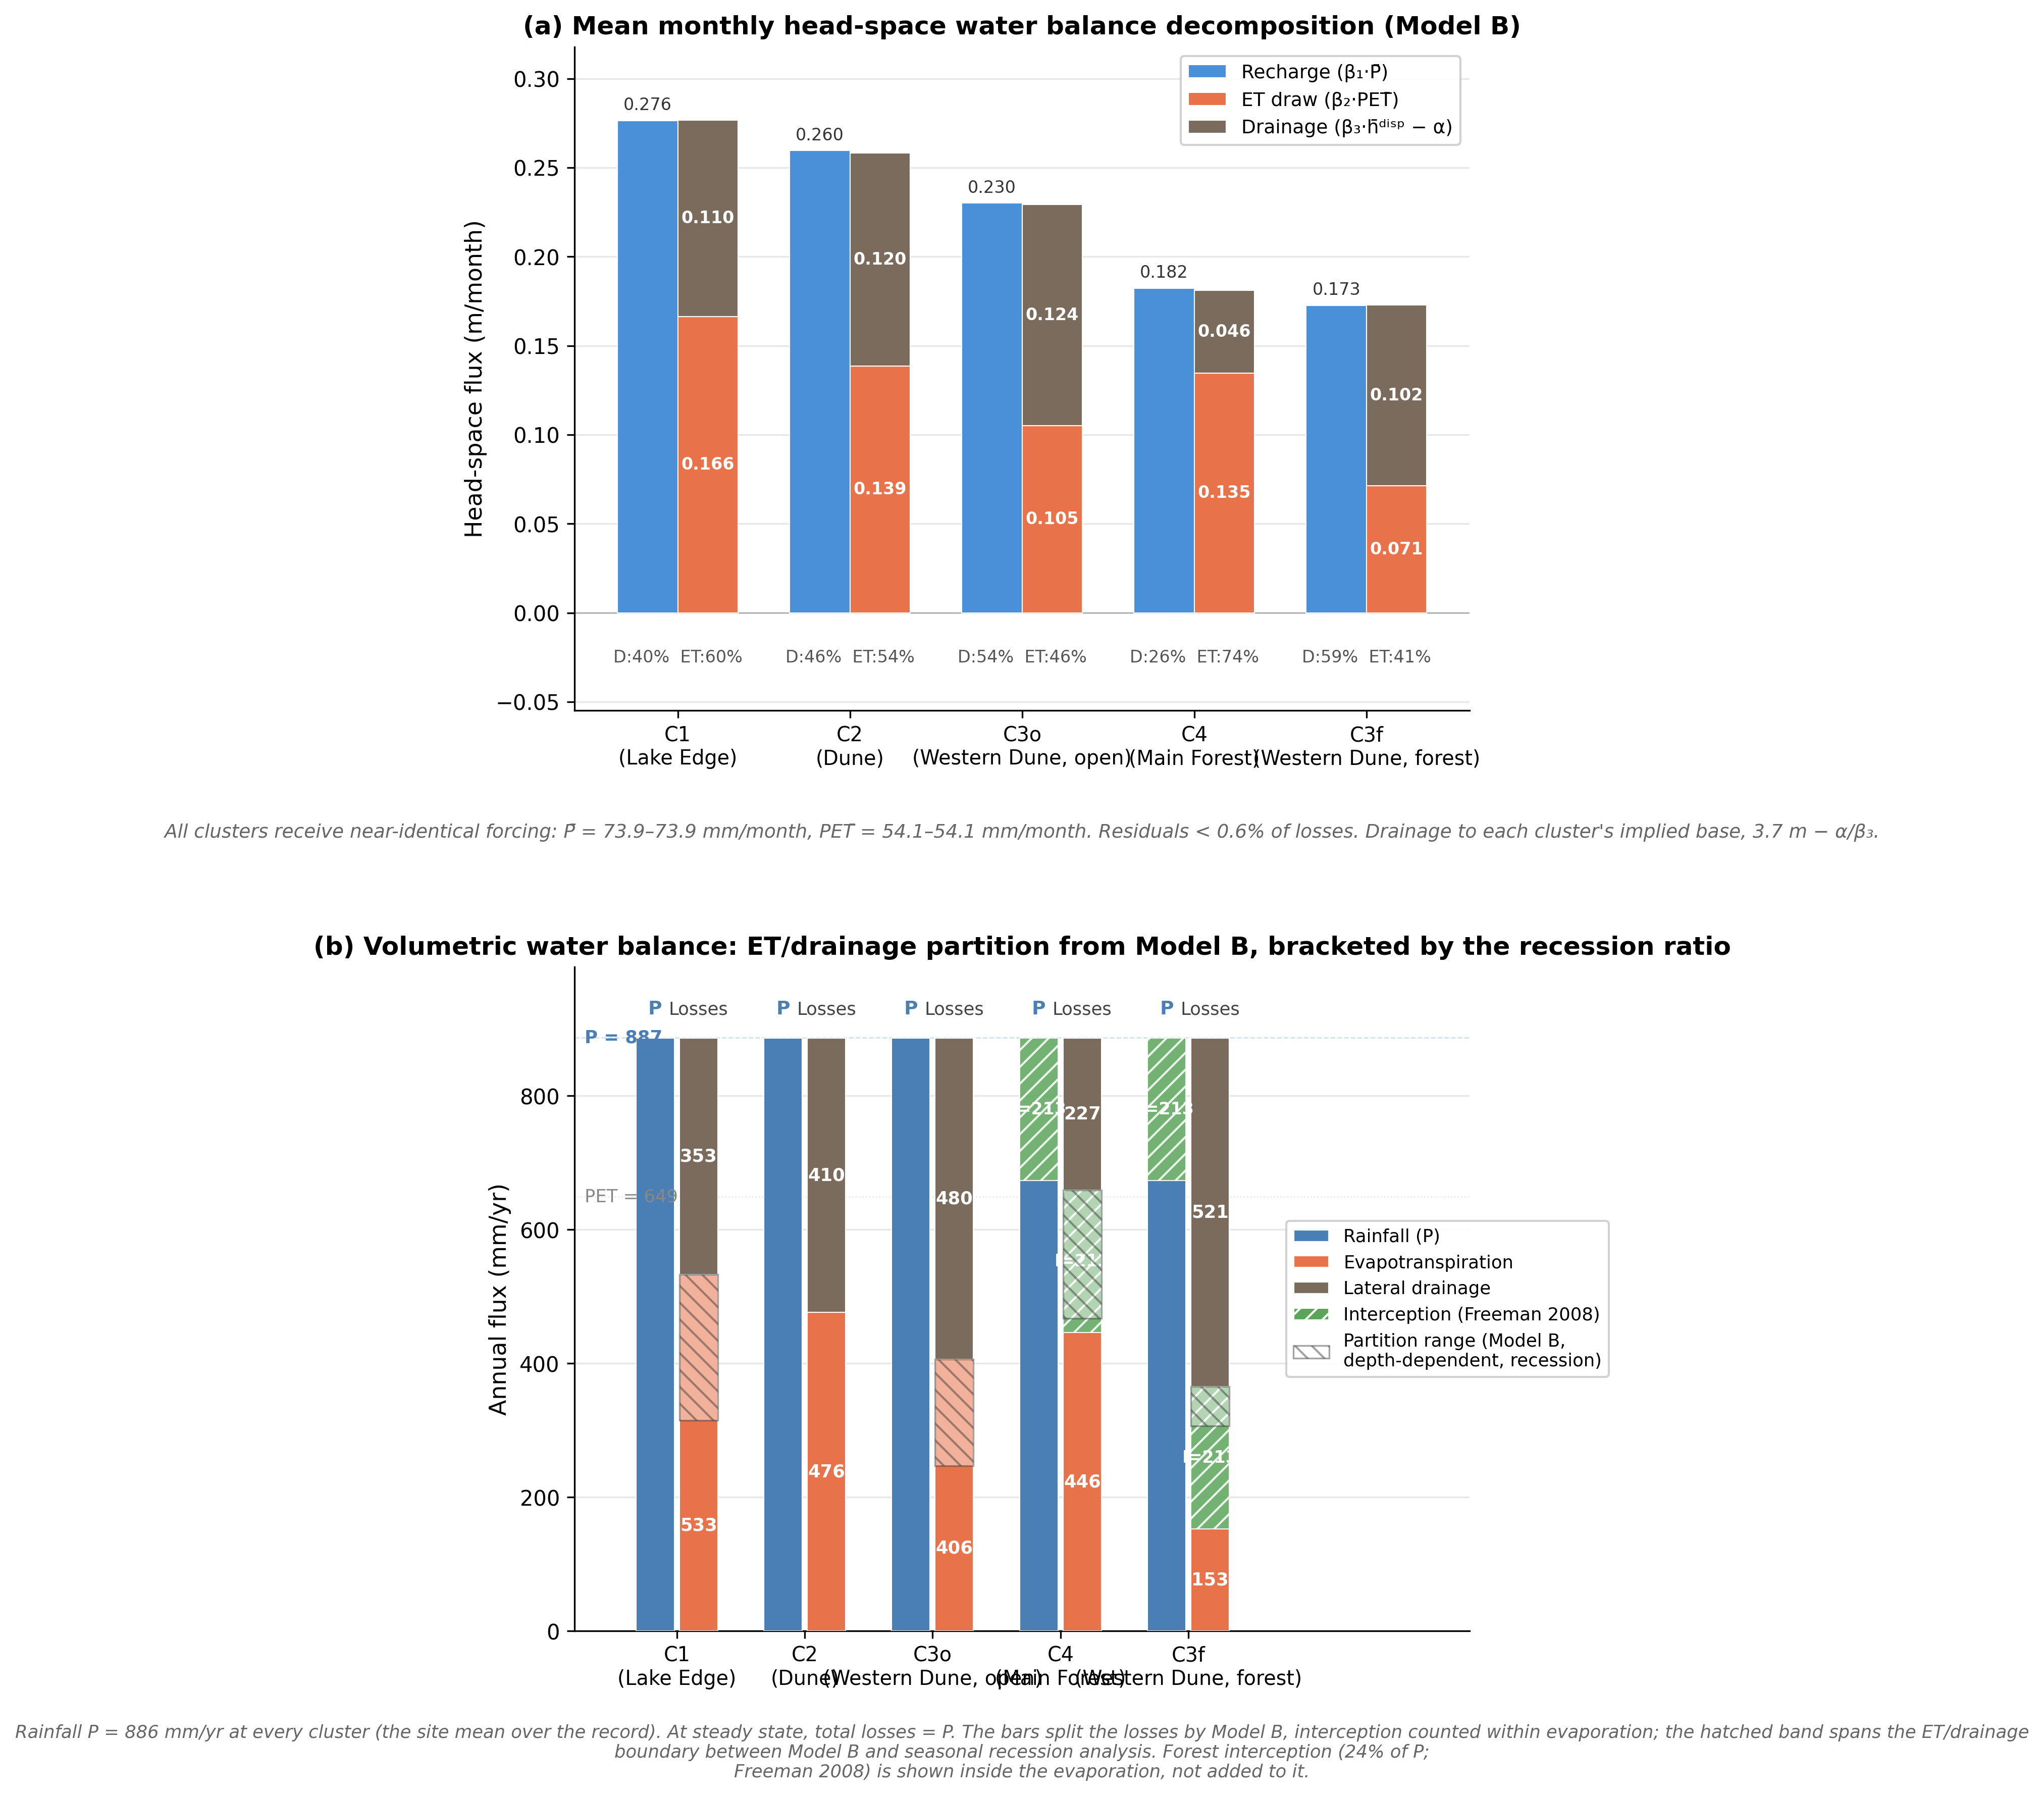 (a) Mean monthly head-space water balance decomposition (Model B)
Head-space flux (m/month)
0.30
0.25
0.20
0.15
0.10
0.05
0.00
−0.05
Recharge (β₁·P̄)
ET draw (β₂·PET̄)
Drainage (β₃·h̄ᵈⁱˢᵖ − α)
0.276
0.260
0.230
0.182
0.173
0.110
0.120
0.124
0.046
0.102
0.166
0.139
0.105
0.135
0.071
D:40% ET:60%
D:46% ET:54%
D:54% ET:46%
D:26% ET:74%
D:59% ET:41%
C1
(Lake Edge)
C2
(Dune)
C3o
(Western Dune, open)
C4
(Main Forest)
C3f
(Western Dune, forest)
All clusters receive near-identical forcing: P̄ = 73.9–73.9 mm/month, PET̄ = 54.1–54.1 mm/month. Residuals < 0.6% of losses. Drainage to each cluster's implied base, 3.7 m − α/β₃.
(b) Volumetric water balance: ET/drainage partition from Model B, bracketed by the recession ratio
Annual flux (mm/yr)
800
600
400
200
0
P Losses
P Losses
P Losses
P Losses
P Losses
P = 887
PET = 649
353
410
480
227
521
533
476
406
446
153
=213
Rainfall (P)
Evapotranspiration
Lateral drainage
Interception (Freeman 2008)
Partition range (Model B,
depth-dependent, recession)
C1
(Lake Edge)
C2
(Dune)
C3o
(Western Dune, open)
C4
(Main Forest)
C3f
(Western Dune, forest)
Rainfall P = 886 mm/yr at every cluster (the site mean over the record). At steady state, total losses = P. The bars split the losses by Model B, interception counted within evaporation; the hatched band spans the ET/drainage
boundary between Model B and seasonal recession analysis. Forest interception (24% of P;
Freeman 2008) is shown inside the evaporation, not added to it.